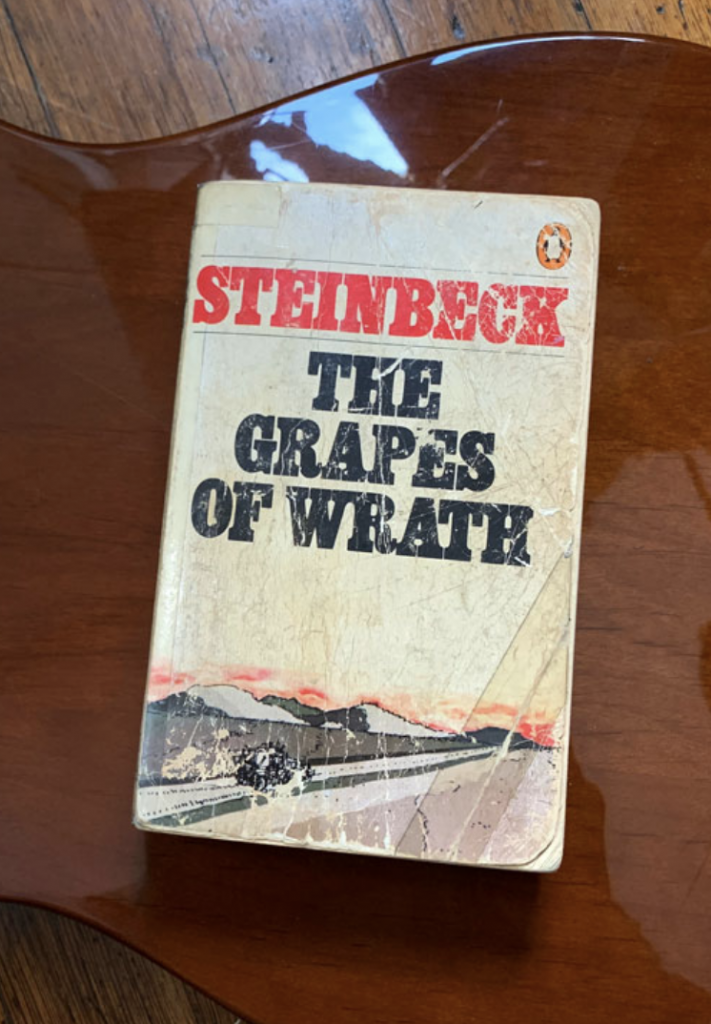 STEINBECK
THE
GRAPES
OF WRATH